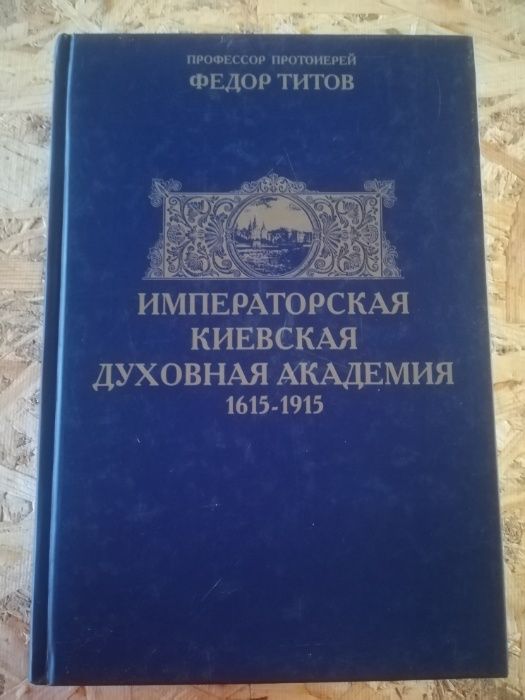 ПРОФЕССОР ПРОТОИЕРЕЙ
ФЕДОР ТИТОВ
ИМПЕРАТОРСКАЯ
КИЕВСКАЯ
ДУХОВНАЯ АКАДЕМИЯ
1615-1915